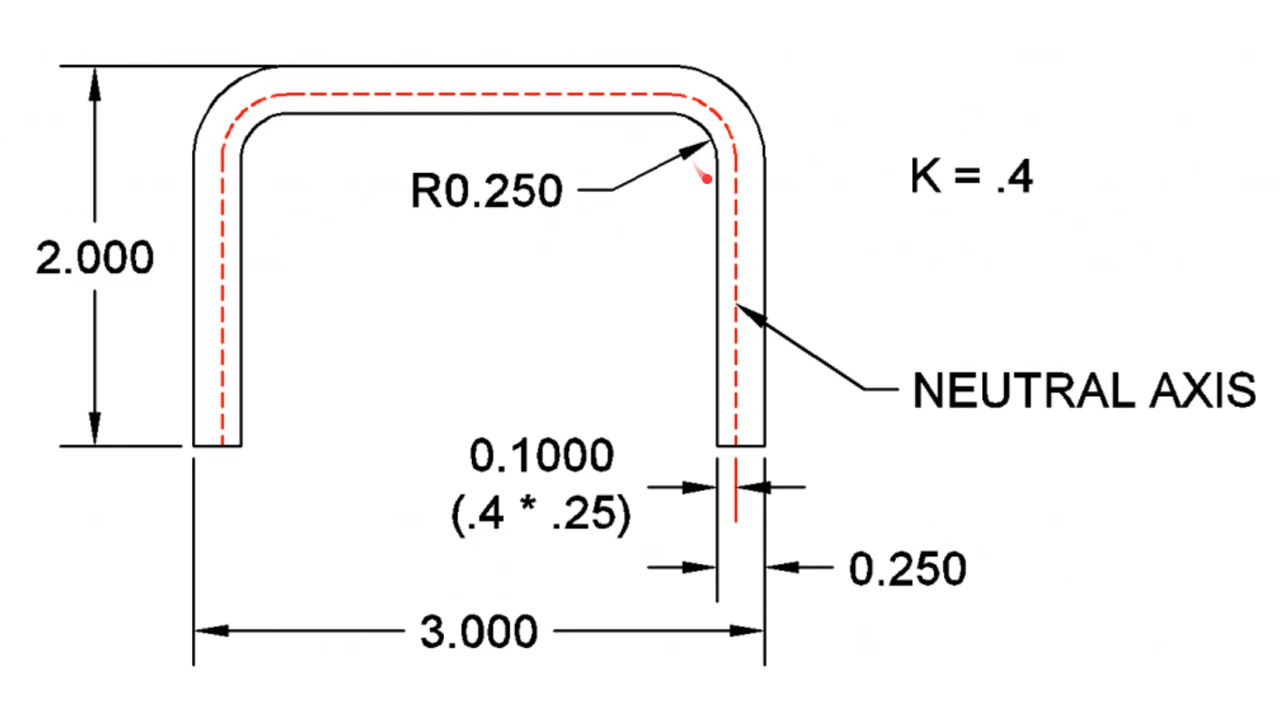 R0.250
K = .4
2.000
NEUTRAL AXIS
0.1000
(.4 * .25)
0.250
3.000